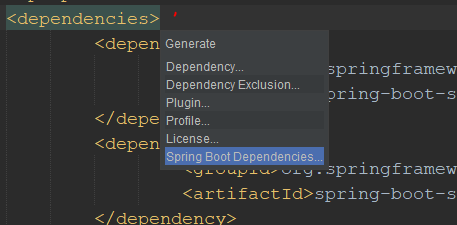 <dependencies> *
Generate
<depen
Dependency...
springframew
Dependency Exclusion...
spring-boot-s
Plugin...
</depe
Profile...
<depen
License...
Spring Boot Dependencies...
<groupId>org.springframew
<artifactId>spring-boot-s
</dependency>